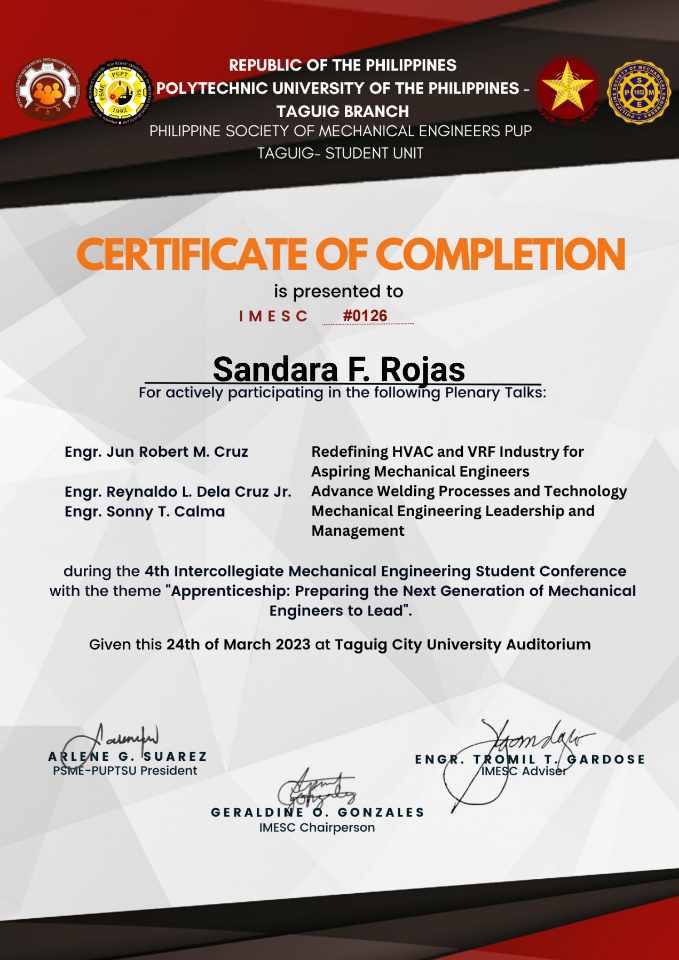 REPUBLIC OF THE PHILIPPINES
POLYTECHNIC UNIVERSITY OF THE PHILIPPINES -
TAGUIG BRANCH
PHILIPPINE SOCIETY OF MECHANICAL ENGINEERS PUP
TAGUIG- STUDENT UNIT
CERTIFICATE OF COMPLETION
is presented to
IMESC #0126
Sandara F. Rojas
For actively participating in the following Plenary Talks:
Engr. Jun Robert M. Cruz Redefining HVAC and VRF Industry for
Aspiring Mechanical Engineers
Engr. Reynaldo L. Dela Cruz Jr. Advance Welding Processes and Technology
Engr. Sonny T. Calma Mechanical Engineering Leadership and
Management
during the 4th Intercollegiate Mechanical Engineering Student Conference
with the theme "Apprenticeship: Preparing the Next Generation of Mechanical
Engineers to Lead".
Given this 24th of March 2023 at Taguig City University Auditorium
ARLENE G. SUAREZ
PSME-PUPTSU President
ENGR. TROMIL T. GARDOSE
IMESC Adviser
GERALDINE O. GONZALES
IMESC Chairperson